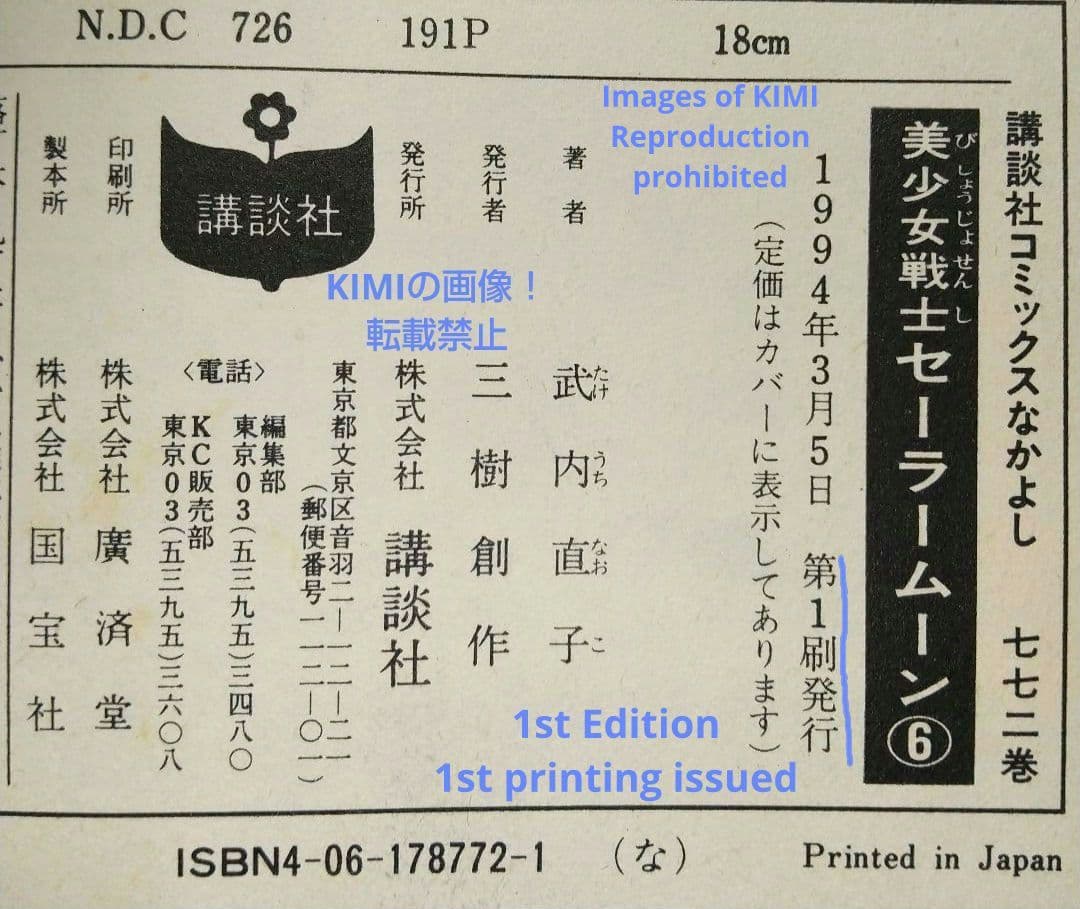 N.D.C 726 191P 18cm
講談社コミックスなかよし 七七二巻
美少女戦士セーラームーン⑥
びしょうじょせんし
1994年3月5日 第1刷発行
(定価はカバーに表示してあります)
著者 武内直子
たけうちなおこ
発行者 三樹創作
発行所 株式会社 講談社
東京都文京区音羽二ー一二ー二一
(郵便番号一一二ー〇一)
〈電話〉
編集部
東京03(五三九五)三四八〇
KC販売部
東京03(五三九五)三六〇八
講談社
印刷所 株式会社 廣済堂
製本所 株式会社 国宝社
Images of KIMI
Reproduction
prohibited
KIMIの画像!
転載禁止
1st Edition
1st printing issued
ISBN4-06-178772-1 (な) Printed in Japan